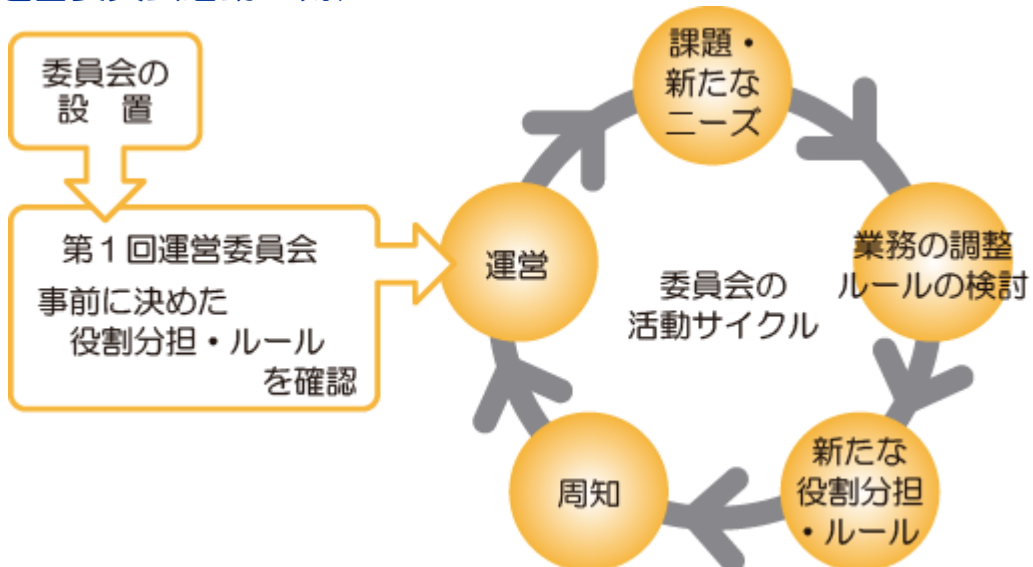 委員会の
設　置
第１回運営委員会
事前に決めた
役割分担・ルール
を確認
運営
課題・
新たな
ニーズ
業務の調整
ルールの検討
新たな
役割分担
・ルール
周知
委員会の
活動サイクル